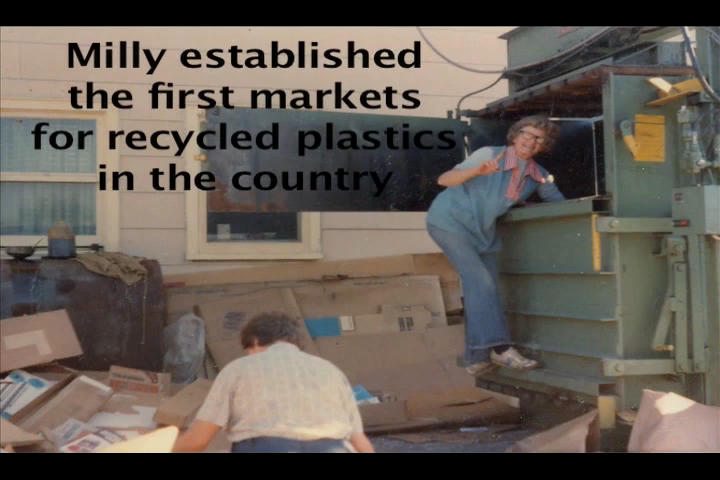 Milly established
the first markets
for recycled plastics
in the country